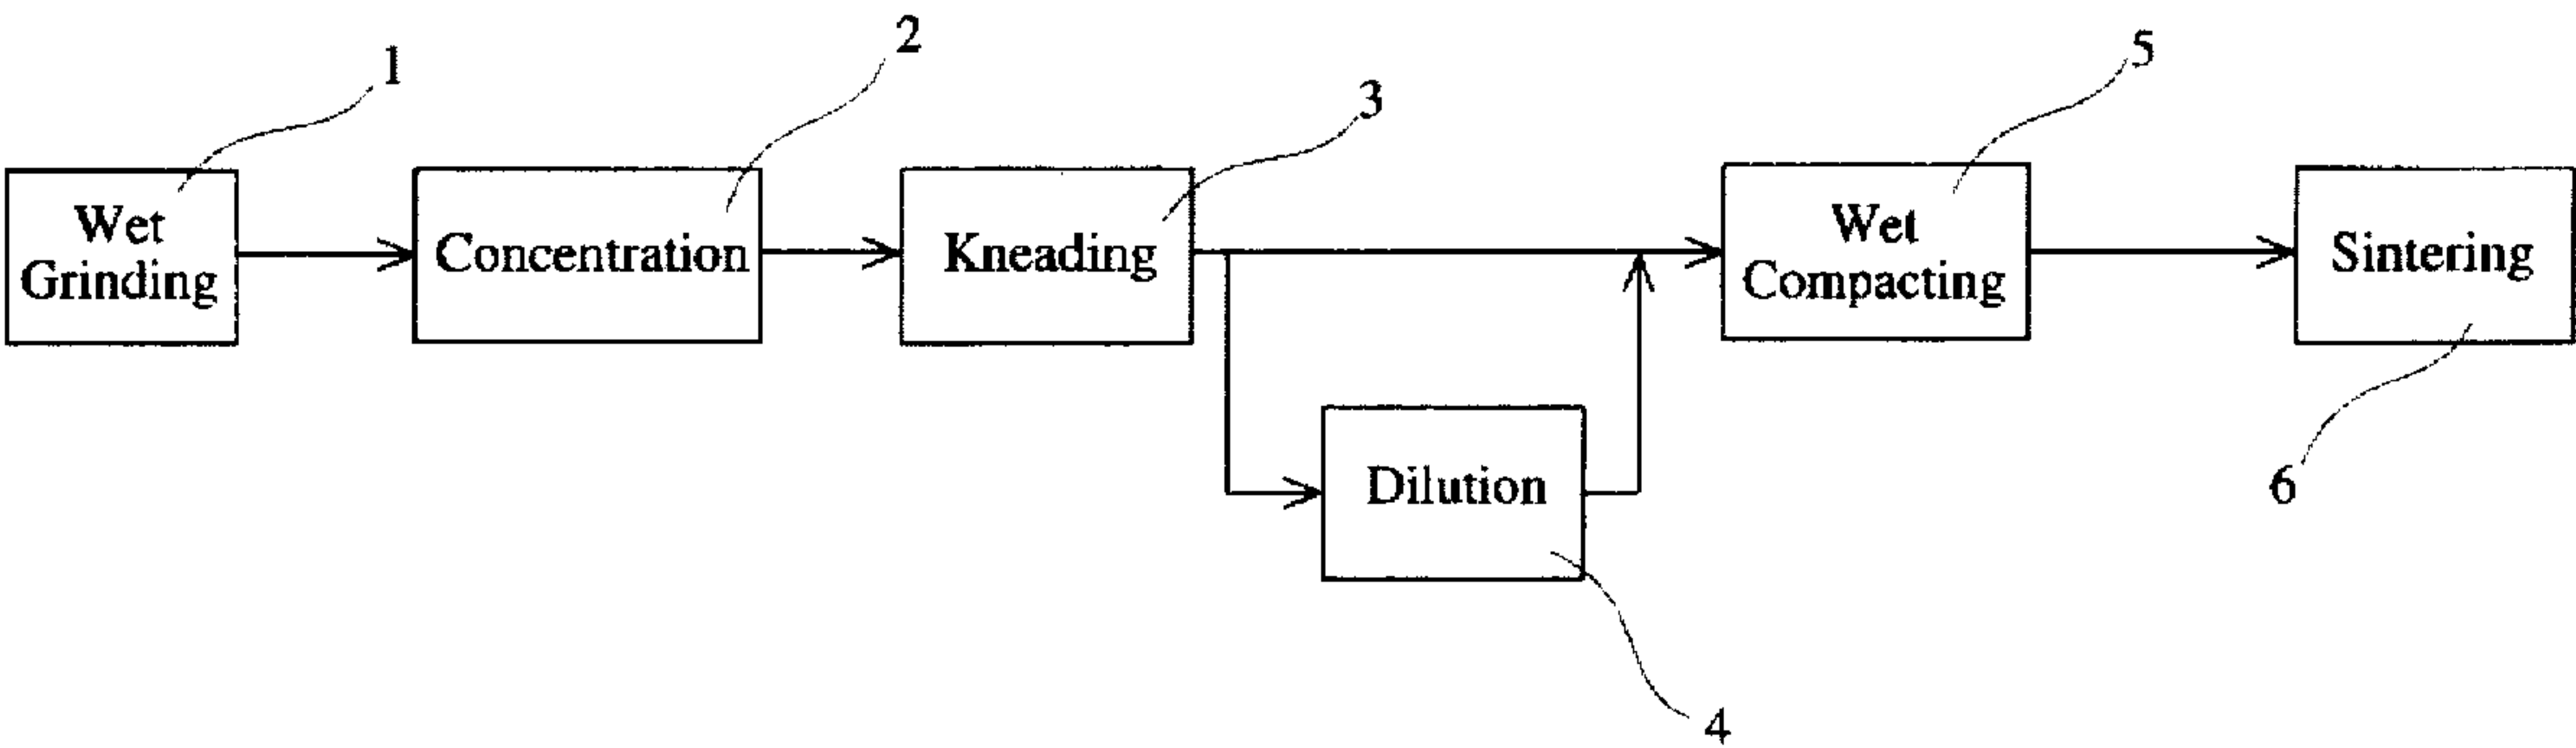 1
2
3
5
Wet
Grinding
Concentration
Kneading
Wet
Compacting
Sintering
Dilution
6
4